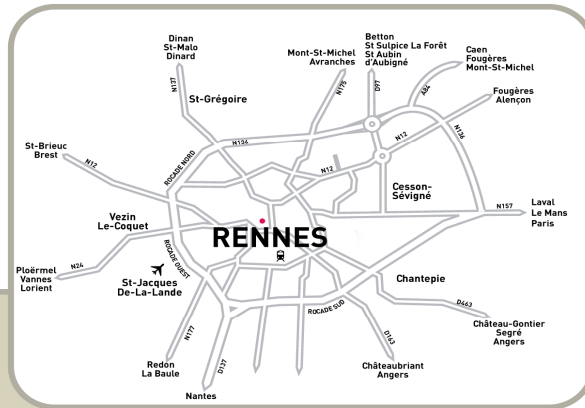 Dinan
St-Malo
Dinard
Mont-St-Michel
Avranches
Betton
St Sulpice La Forêt
St Aubin
d'Aubigné
Caen
Fougères
Mont-St-Michel
Fougères
Alençon
N137
N175
D97
A84
St-Grégoire
N136
N12
N136
St-Brieuc
Brest
N12
ROCADE NORD
N12
Cesson-
Sévigné
N157
Laval
Le Mans
Paris
Vezin
Le-Coquet
RENNES
ROCADE OUEST
N24
Ploërmel
Vannes
Lorient
St-Jacques
De-La-Lande
Chantepie
ROCADE SUD
D463
Château-Gontier
Segré
Angers
N177
D137
D163
Redon
La Baule
Nantes
Châteaubriant
Angers